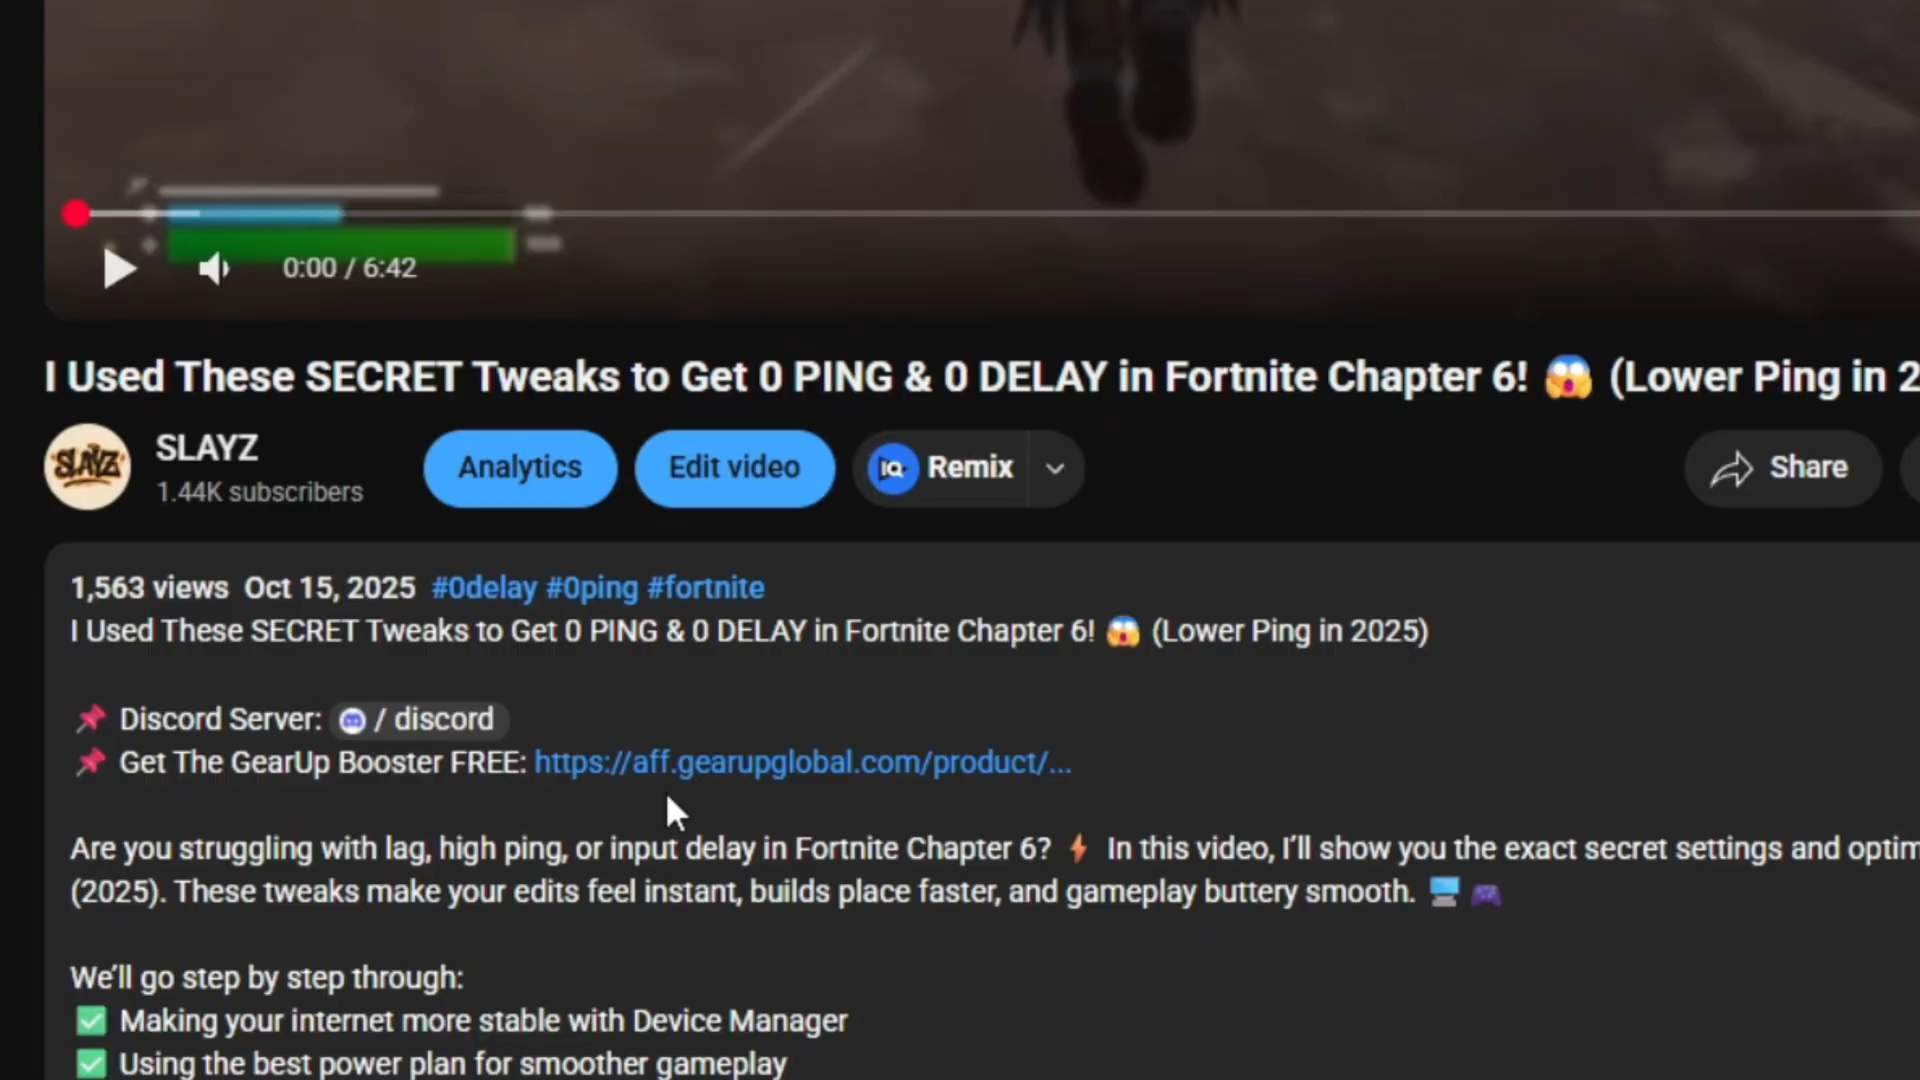 0:00 / 6:42
I Used These SECRET Tweaks to Get 0 PING & 0 DELAY in Fortnite Chapter 6! 😱 (Lower Ping in 2
SLAYZ
SLAYZ
1.44K subscribers
Analytics
Edit video
IQ
Remix
Share
1,563 views Oct 15, 2025 #0delay #0ping #fortnite
I Used These SECRET Tweaks to Get 0 PING & 0 DELAY in Fortnite Chapter 6! 😱 (Lower Ping in 2025)
📌 Discord Server: / discord
📌 Get The GearUp Booster FREE: https://aff.gearupglobal.com/product/...
Are you struggling with lag, high ping, or input delay in Fortnite Chapter 6? ⚡ In this video, I'll show you the exact secret settings and optim
(2025). These tweaks make your edits feel instant, builds place faster, and gameplay buttery smooth. 🖥️🎮
We'll go step by step through:
✅ Making your internet more stable with Device Manager
✅ Using the best power plan for smoother gameplay